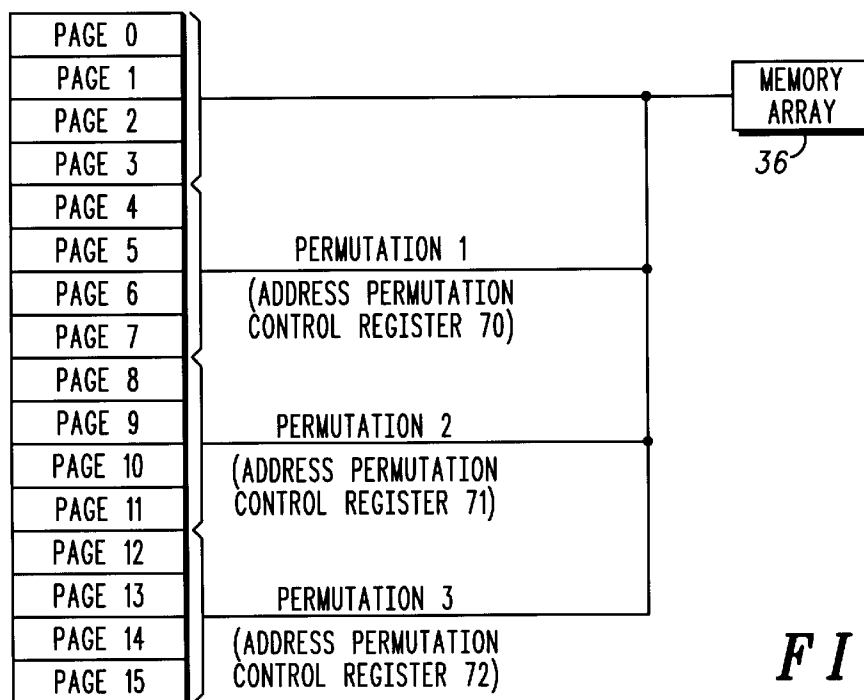 PAGE 0
PAGE 1
PAGE 2
PAGE 3
PAGE 4
PAGE 5
PAGE 6
PAGE 7
PAGE 8
PAGE 9
PAGE 10
PAGE 11
PAGE 12
PAGE 13
PAGE 14
PAGE 15
MEMORY
ARRAY
36
PERMUTATION 1
(ADDRESS PERMUTATION
CONTROL REGISTER 70)
PERMUTATION 2
(ADDRESS PERMUTATION
CONTROL REGISTER 71)
PERMUTATION 3
(ADDRESS PERMUTATION
CONTROL REGISTER 72)
FI